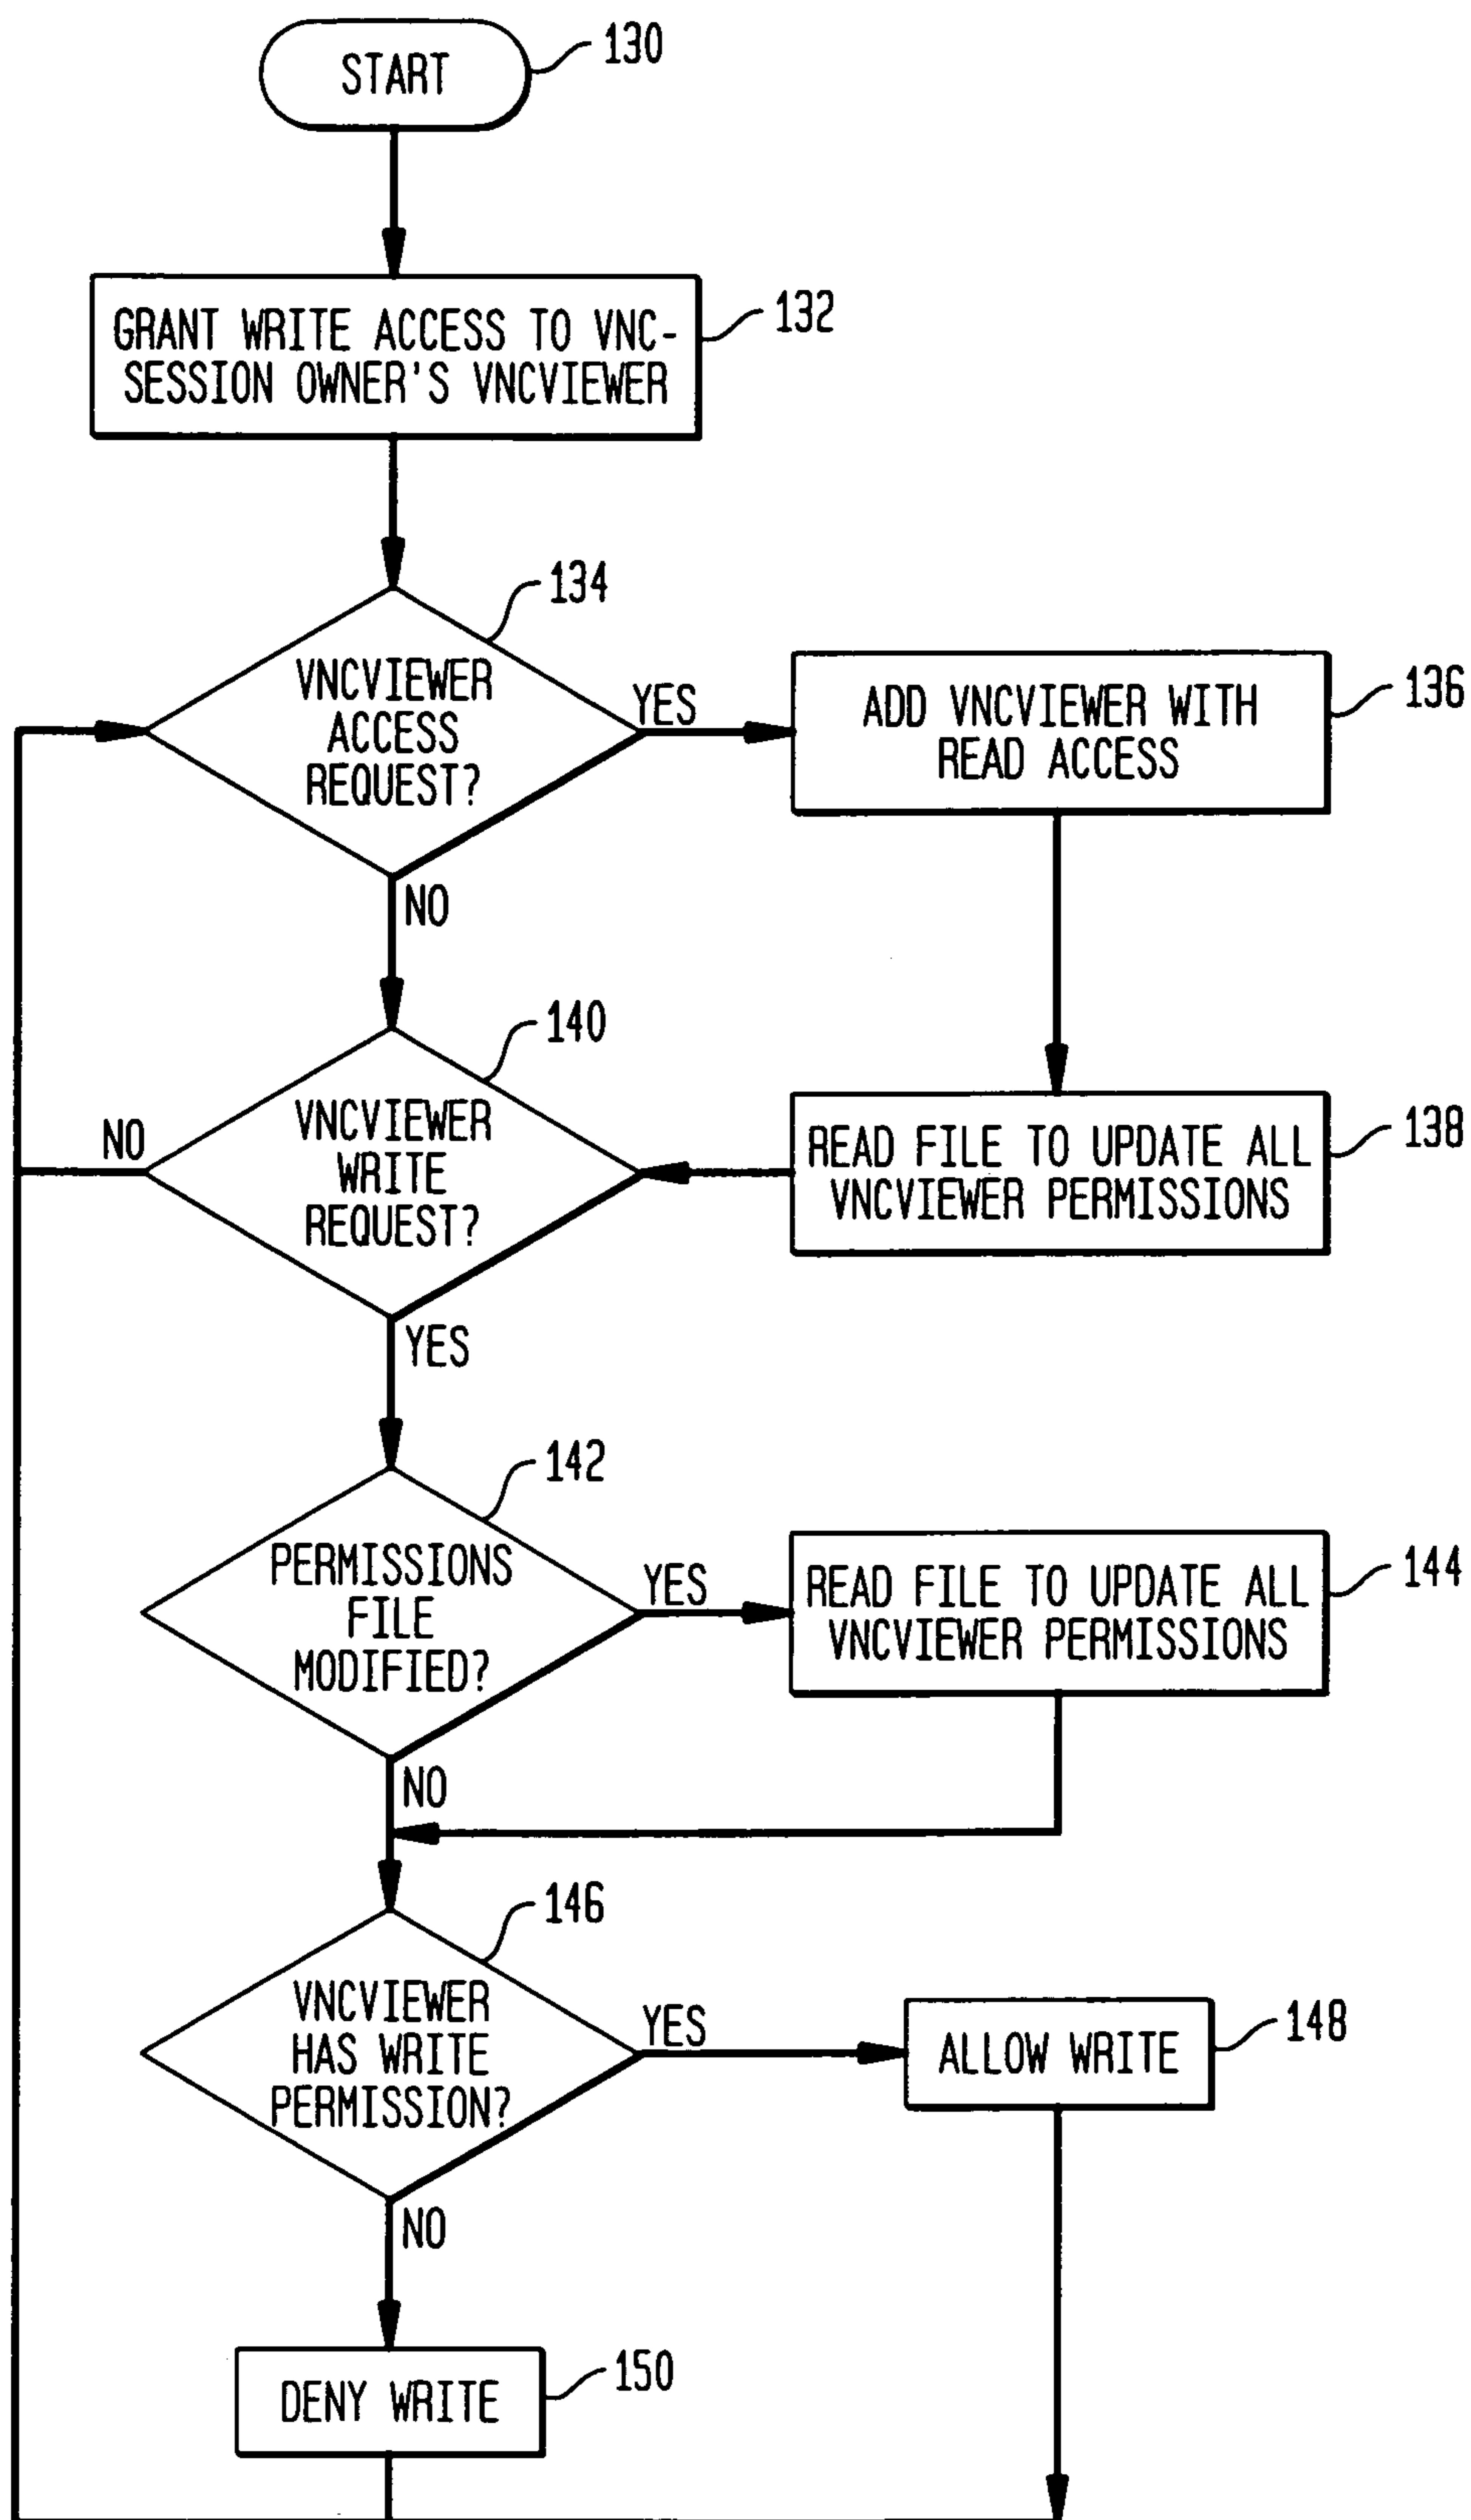 START
130
GRANT WRITE ACCESS TO VNC-
SESSION OWNER'S VNCVIEWER
132
134
VNCVIEWER
ACCESS
REQUEST?
YES
ADD VNCVIEWER WITH
READ ACCESS
136
NO
140
VNCVIEWER
WRITE
REQUEST?
NO
READ FILE TO UPDATE ALL
VNCVIEWER PERMISSIONS
138
YES
142
PERMISSIONS
FILE
MODIFIED?
YES
READ FILE TO UPDATE ALL
VNCVIEWER PERMISSIONS
144
NO
146
VNCVIEWER
HAS WRITE
PERMISSION?
YES
ALLOW WRITE
148
NO
DENY WRITE
150